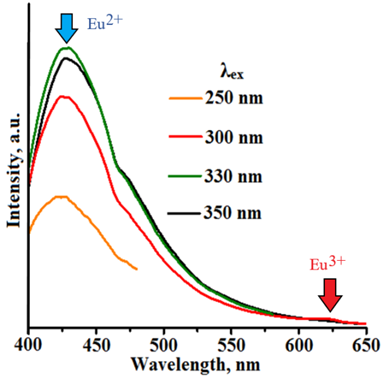 Eu²⁺
λex
250 nm
300 nm
330 nm
350 nm
Eu³⁺
Intensity, a.u.
400 450 500 550 600 650
Wavelength, nm